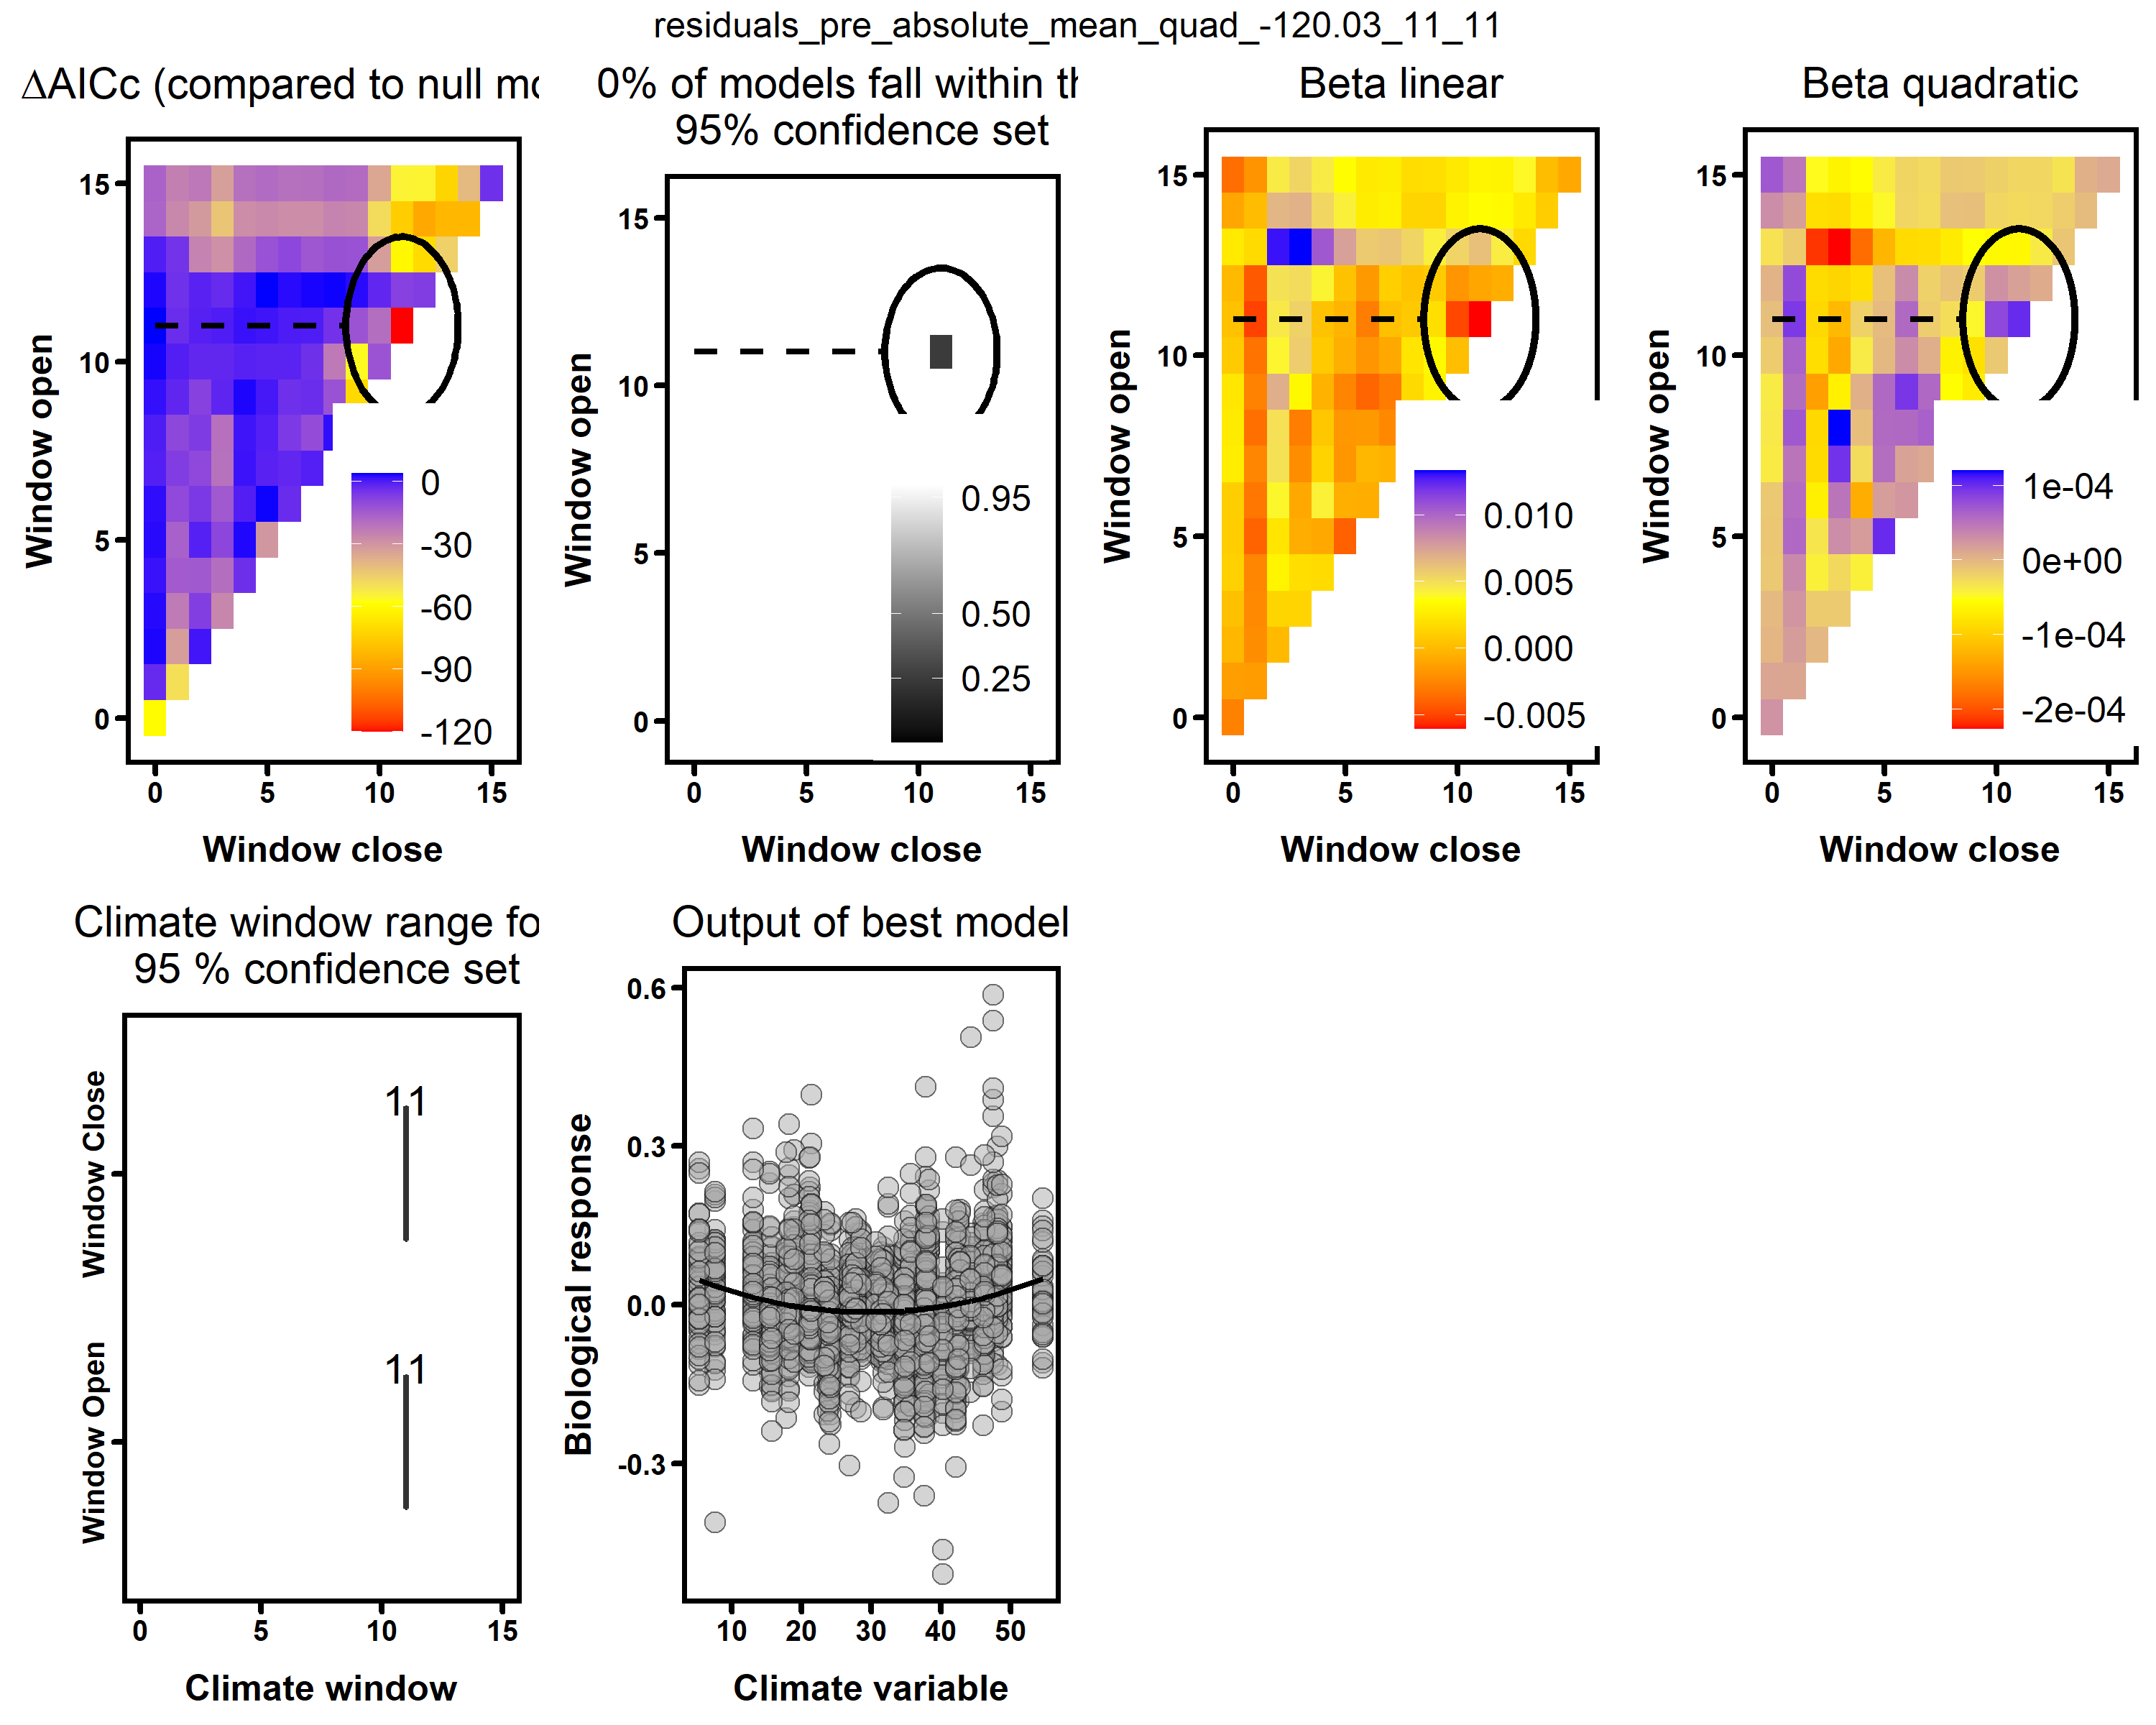 residuals_pre_absolute_mean_quad_-120.03_11_11
ΔAICc (compared to null mo
15
10
5
0
0
5
10
15
Window open
Window close
0
-30
-60
-90
-120
0% of models fall within th
95% confidence set
15
10
5
0
0
5
10
15
Window open
Window close
0.95
0.50
0.25
Beta linear
15
10
5
0
0
5
10
15
Window open
Window close
0.010
0.005
0.000
-0.005
Beta quadratic
15
10
5
0
0
5
10
15
Window open
Window close
1e-04
0e+00
-1e-04
-2e-04
Climate window range fo
95 % confidence set
Window Close
Window Open
11
11
0
5
10
15
Climate window
Output of best model
0.6
0.3
0.0
-0.3
Biological response
10
20
30
40
50
Climate variable